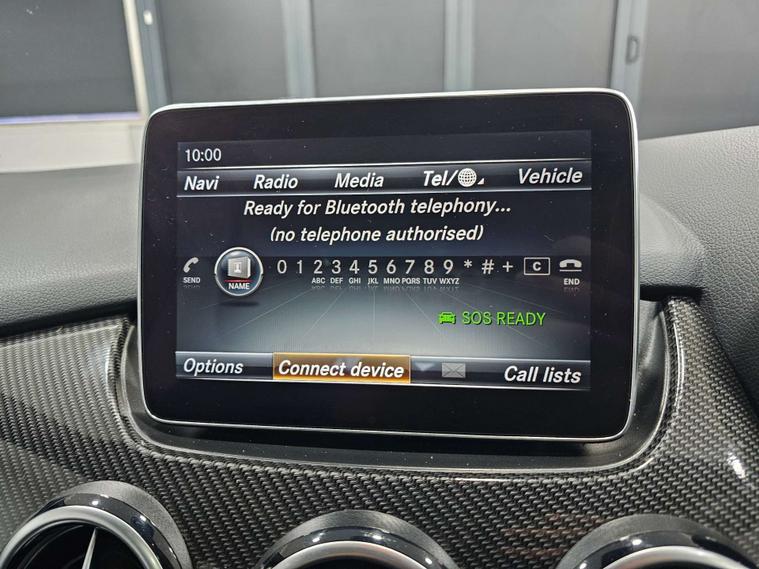 10:00
Navi Radio Media Tel/ Vehicle
Ready for Bluetooth telephony...
(no telephone authorised)
SEND NAME 0 1 2 3 4 5 6 7 8 9 * # + C END
ABC DEF GHI JKL MNO PQRS TUV WXYZ
SOS READY
Options Connect device Call lists